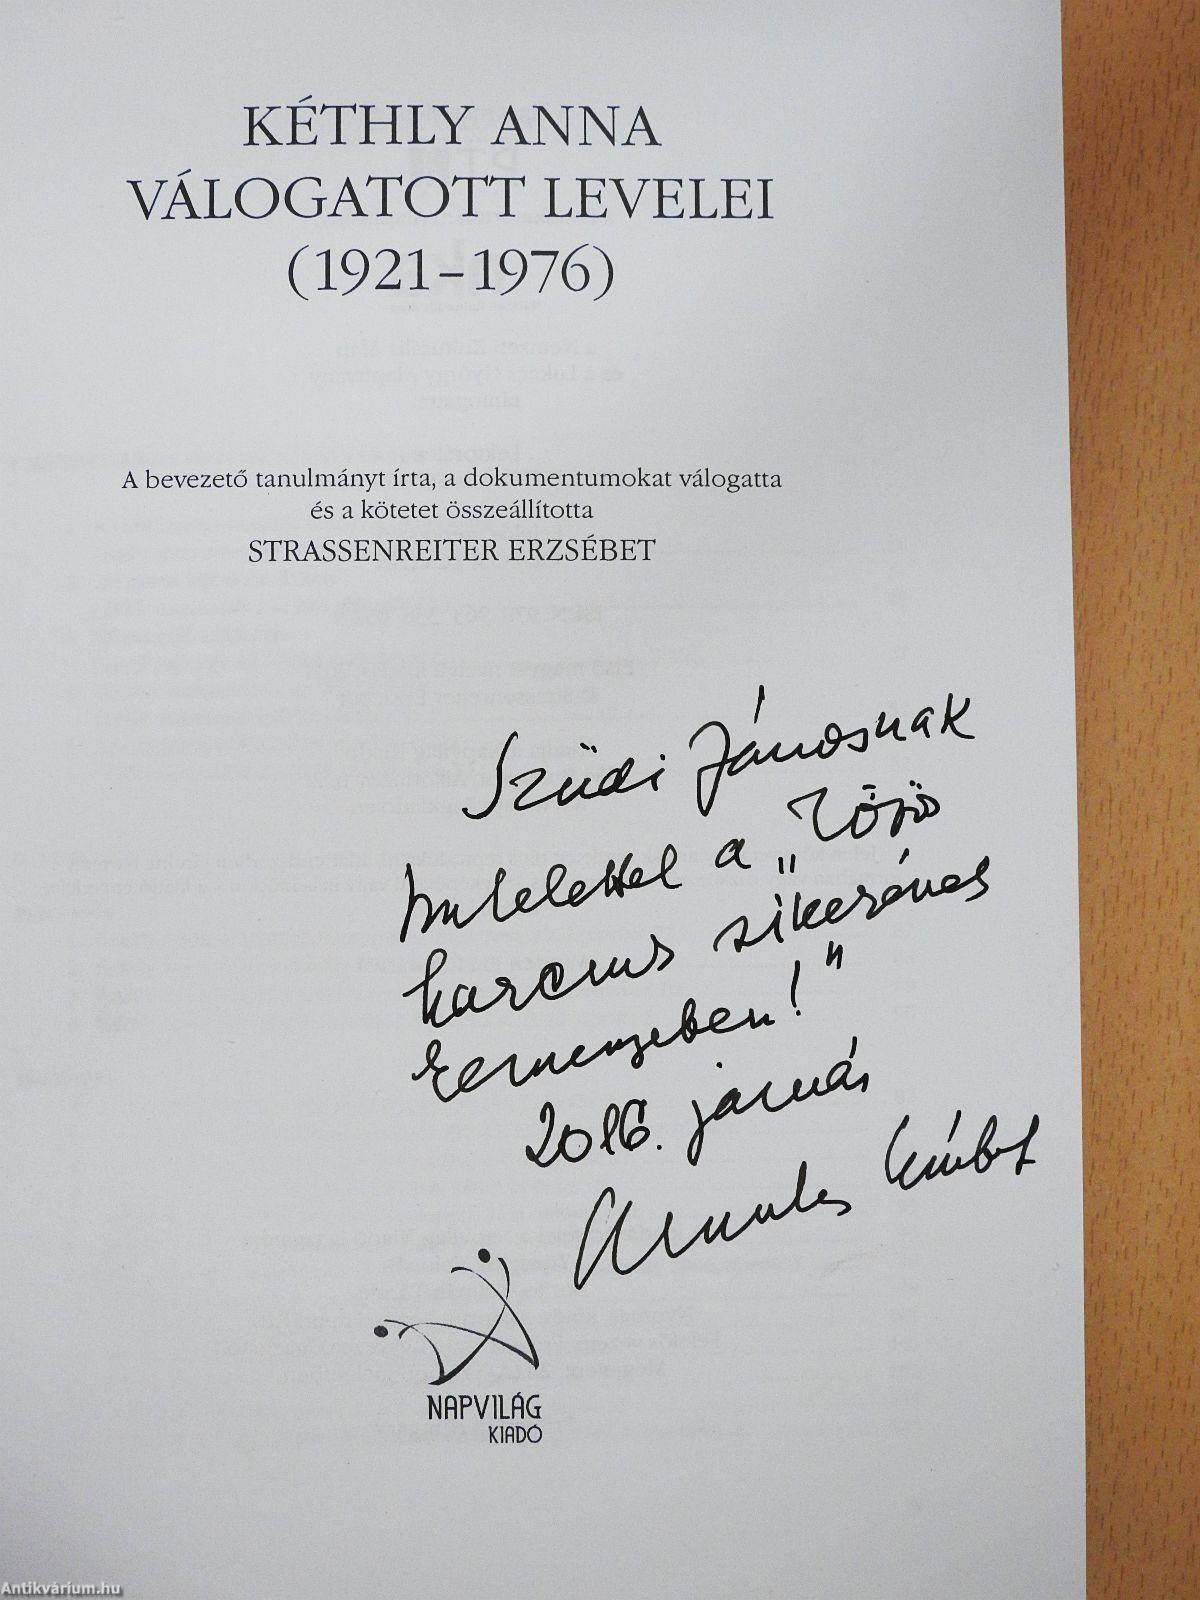 KÉTHLY ANNA
VÁLOGATOTT LEVELEI
(1921–1976)
A bevezető tanulmányt írta, a dokumentumokat válogatta
és a kötetet összeállította
STRASSENREITER ERZSÉBET
Szüdi Jánosnak
tisztelettel a „közös
harcunk sikerének
reményében!”
2016. január
NAPVILÁG
KIADÓ
Antikvárium.hu